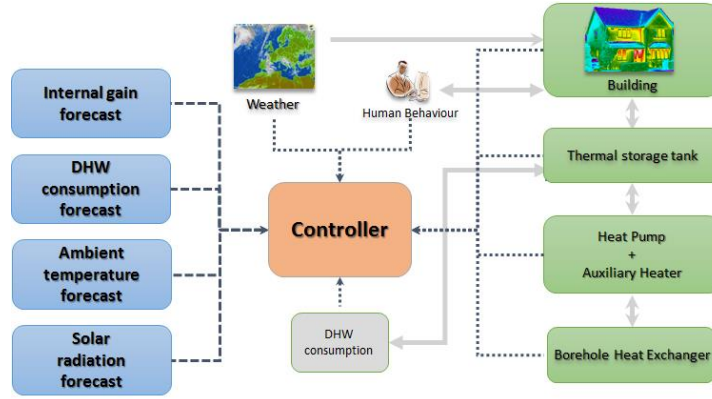 Internal gain
forecast
DHW
consumption
forecast
Ambient
temperature
forecast
Solar
radiation
forecast
Weather
Human Behaviour
Controller
DHW
consumption
Building
Thermal storage tank
Heat Pump
+
Auxiliary Heater
Borehole Heat Exchanger